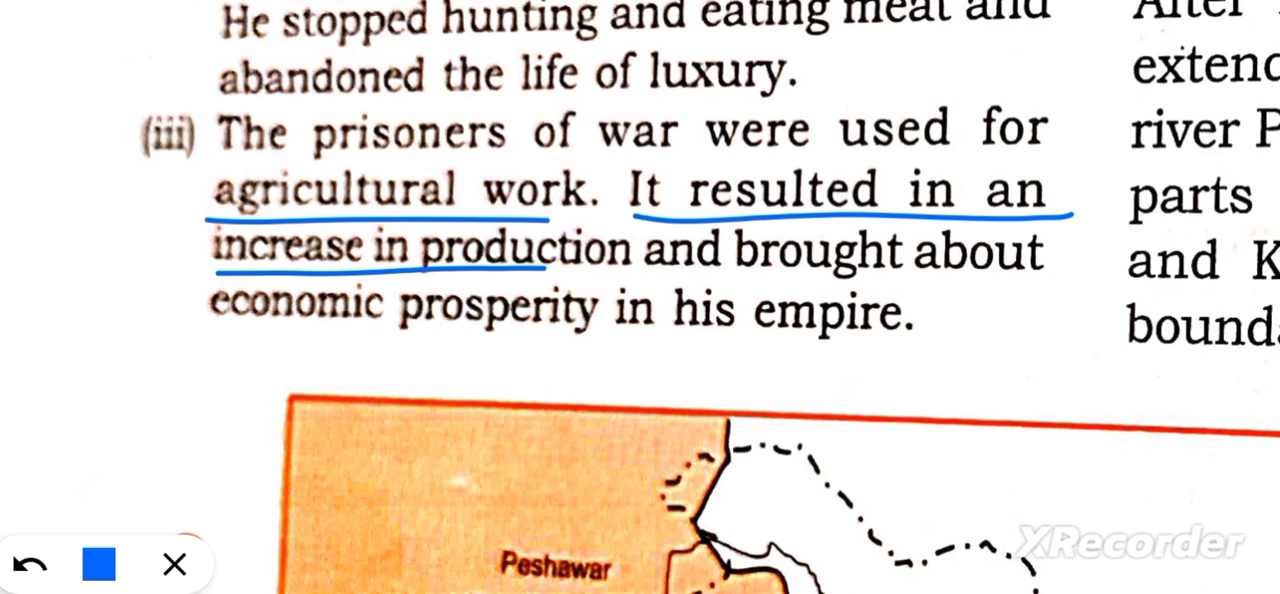 He stopped hunting and eating meat and
abandoned the life of luxury.
(iii) The prisoners of war were used for
agricultural work. It resulted in an
increase in production and brought about
economic prosperity in his empire.
After
river
parts
and
Peshawar
XRecorder